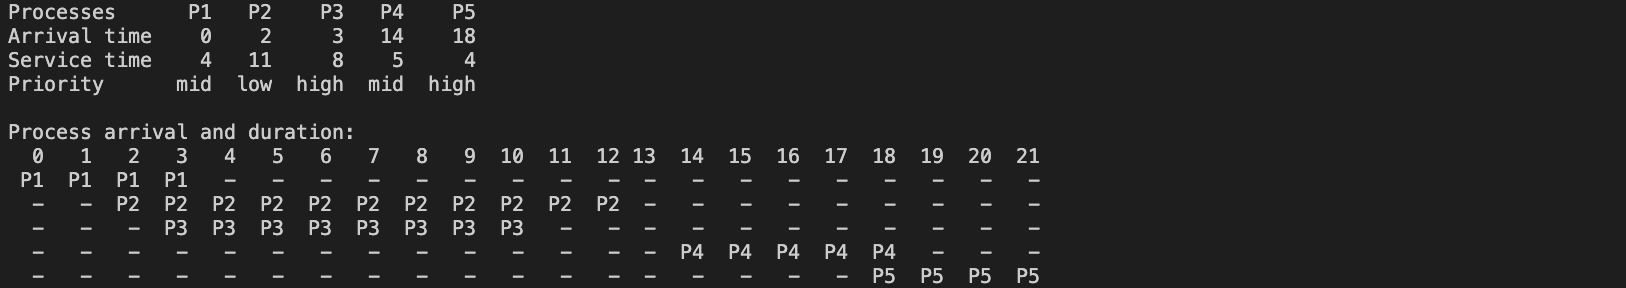 Processes      P1   P2    P3   P4    P5
Arrival time    0    2     3   14    18
Service time    4   11     8    5     4
Priority      mid  low  high  mid  high
Process arrival and duration:
  0   1   2   3   4   5   6   7   8   9  10  11  12 13  14  15  16  17  18  19  20  21
 P1  P1  P1  P1   -   -   -   -   -   -   -   -   -  -   -   -   -   -   -   -   -   -
  -   -  P2  P2  P2  P2  P2  P2  P2  P2  P2  P2  P2  -   -   -   -   -   -   -   -   -
  -   -   -  P3  P3  P3  P3  P3  P3  P3  P3   -   -  -   -   -   -   -   -   -   -   -
  -   -   -   -   -   -   -   -   -   -   -   -   -  -  P4  P4  P4  P4  P4   -   -   -
  -   -   -   -   -   -   -   -   -   -   -   -   -  -   -   -   -   -  P5  P5  P5  P5